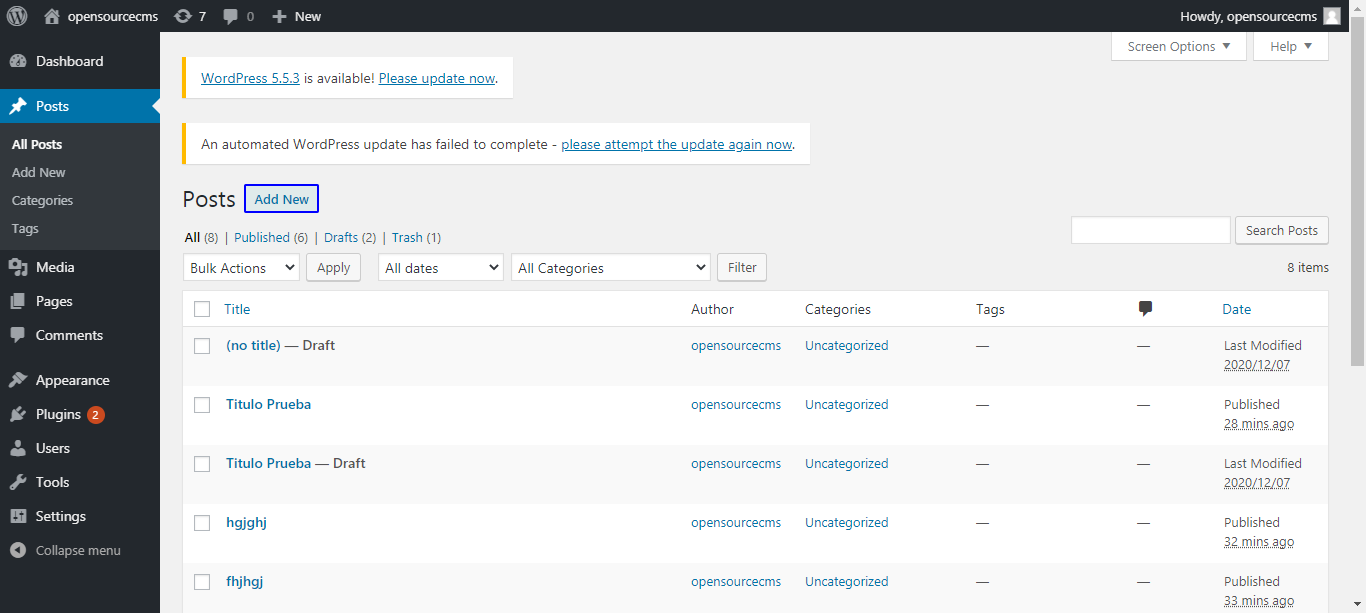 opensourcecms 7 0 New Howdy, opensourcecms
Dashboard
Posts
All Posts
Add New
Categories
Tags
Media
Pages
Comments
Appearance
Plugins 2
Users
Tools
Settings
Collapse menu
Screen Options Help
WordPress 5.5.3 is available! Please update now.
An automated WordPress update has failed to complete - please attempt the update again now.
Posts Add New
All (8) | Published (6) | Drafts (2) | Trash (1)
Search Posts
Bulk Actions Apply All dates All Categories Filter 8 items
Title Author Categories Tags Date
(no title) — Draft opensourcecms Uncategorized — — Last Modified
2020/12/07
Titulo Prueba opensourcecms Uncategorized — — Published
28 mins ago
Titulo Prueba — Draft opensourcecms Uncategorized — — Last Modified
2020/12/07
hgjghj opensourcecms Uncategorized — — Published
32 mins ago
fhjhgj opensourcecms Uncategorized — — Published
33 mins ago